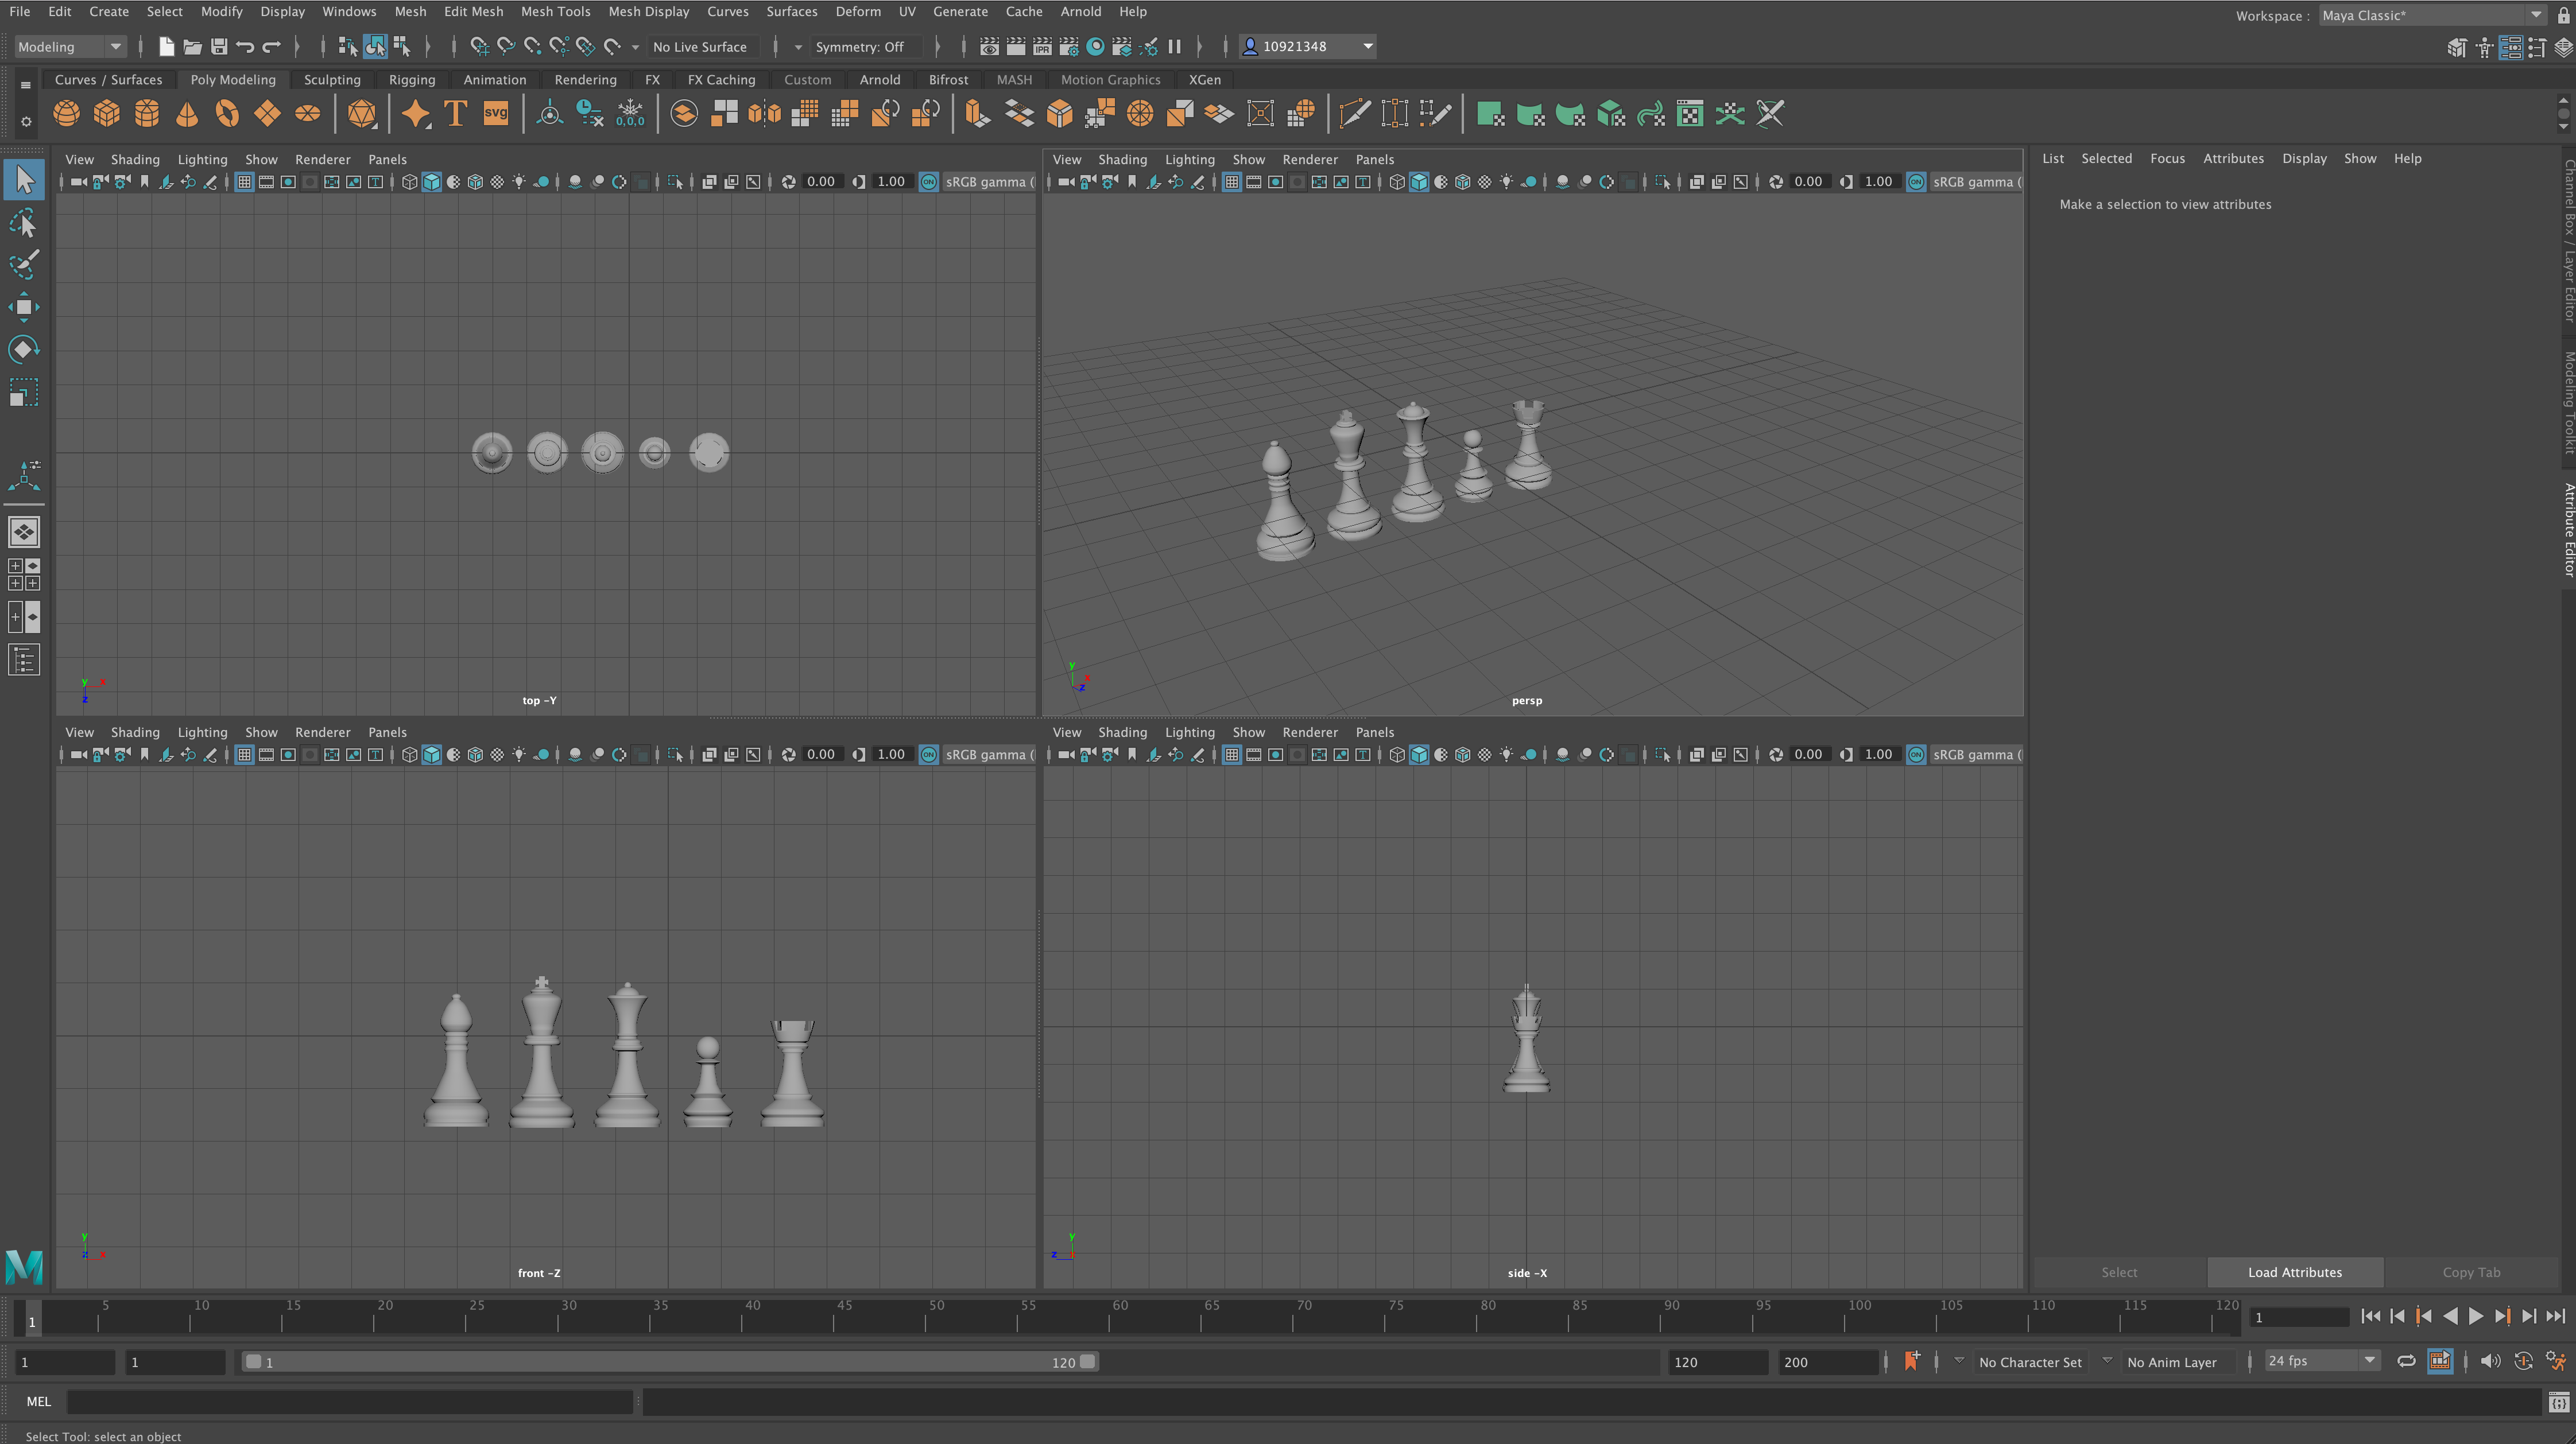 File Edit Create Select Modify Display Windows Mesh Edit Mesh Mesh Tools Mesh Display Curves Surfaces Deform UV Generate Cache Arnold Help
Workspace : Maya Classic*
Modeling No Live Surface Symmetry: Off IPR 10921348
Curves / Surfaces Poly Modeling Sculpting Rigging Animation Rendering FX FX Caching Custom Arnold Bifrost MASH Motion Graphics XGen
T SVG 0,0,0
View Shading Lighting Show Renderer Panels
0.00 1.00 ON sRGB gamma (
y x z
top -Y
View Shading Lighting Show Renderer Panels
0.00 1.00 ON sRGB gamma (
y x z
persp
View Shading Lighting Show Renderer Panels
0.00 1.00 ON sRGB gamma (
y z x
front -Z
View Shading Lighting Show Renderer Panels
0.00 1.00 ON sRGB gamma (
y z
side -X
List Selected Focus Attributes Display Show Help
Make a selection to view attributes
Channel Box / Layer Editor
Modeling Toolkit
Attribute Editor
Select Load Attributes Copy Tab
5 10 15 20 25 30 35 40 45 50 55 60 65 70 75 80 85 90 95 100 105 110 115 120
1 1
1 1 1 120 120 200 No Character Set No Anim Layer 24 fps
MEL
Select Tool: select an object